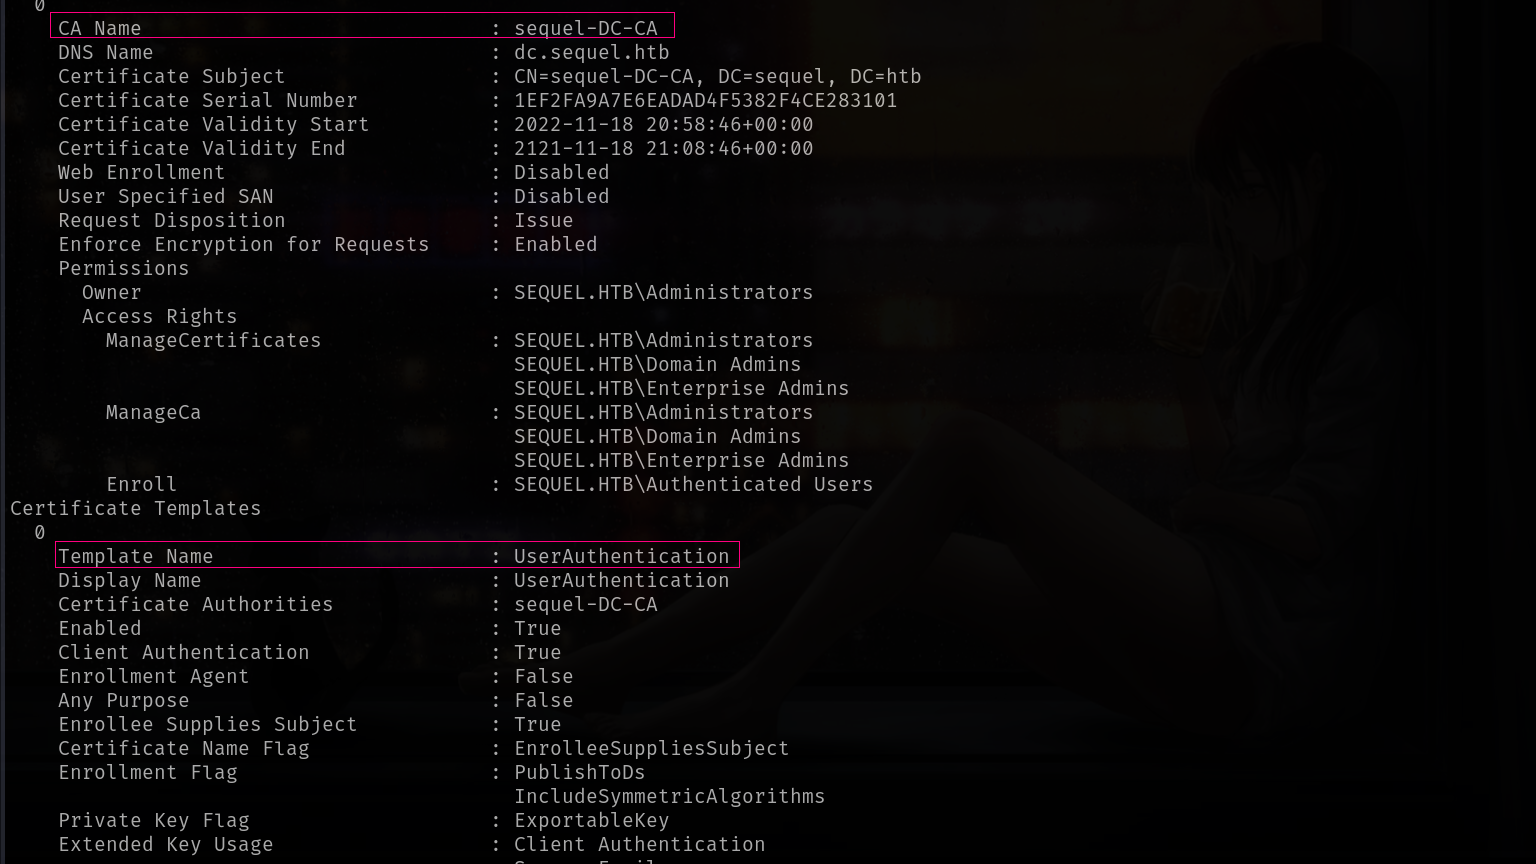 0
CA Name : sequel-DC-CA
DNS Name : dc.sequel.htb
Certificate Subject : CN=sequel-DC-CA, DC=sequel, DC=htb
Certificate Serial Number : 1EF2FA9A7E6EADAD4F5382F4CE283101
Certificate Validity Start : 2022-11-18 20:58:46+00:00
Certificate Validity End : 2121-11-18 21:08:46+00:00
Web Enrollment : Disabled
User Specified SAN : Disabled
Request Disposition : Issue
Enforce Encryption for Requests : Enabled
Permissions
Owner : SEQUEL.HTB\Administrators
Access Rights
ManageCertificates : SEQUEL.HTB\Administrators
SEQUEL.HTB\Domain Admins
SEQUEL.HTB\Enterprise Admins
ManageCa : SEQUEL.HTB\Administrators
SEQUEL.HTB\Domain Admins
SEQUEL.HTB\Enterprise Admins
Enroll : SEQUEL.HTB\Authenticated Users
Certificate Templates
0
Template Name : UserAuthentication
Display Name : UserAuthentication
Certificate Authorities : sequel-DC-CA
Enabled : True
Client Authentication : True
Enrollment Agent : False
Any Purpose : False
Enrollee Supplies Subject : True
Certificate Name Flag : EnrolleeSuppliesSubject
Enrollment Flag : PublishToDs
IncludeSymmetricAlgorithms
Private Key Flag : ExportableKey
Extended Key Usage : Client Authentication